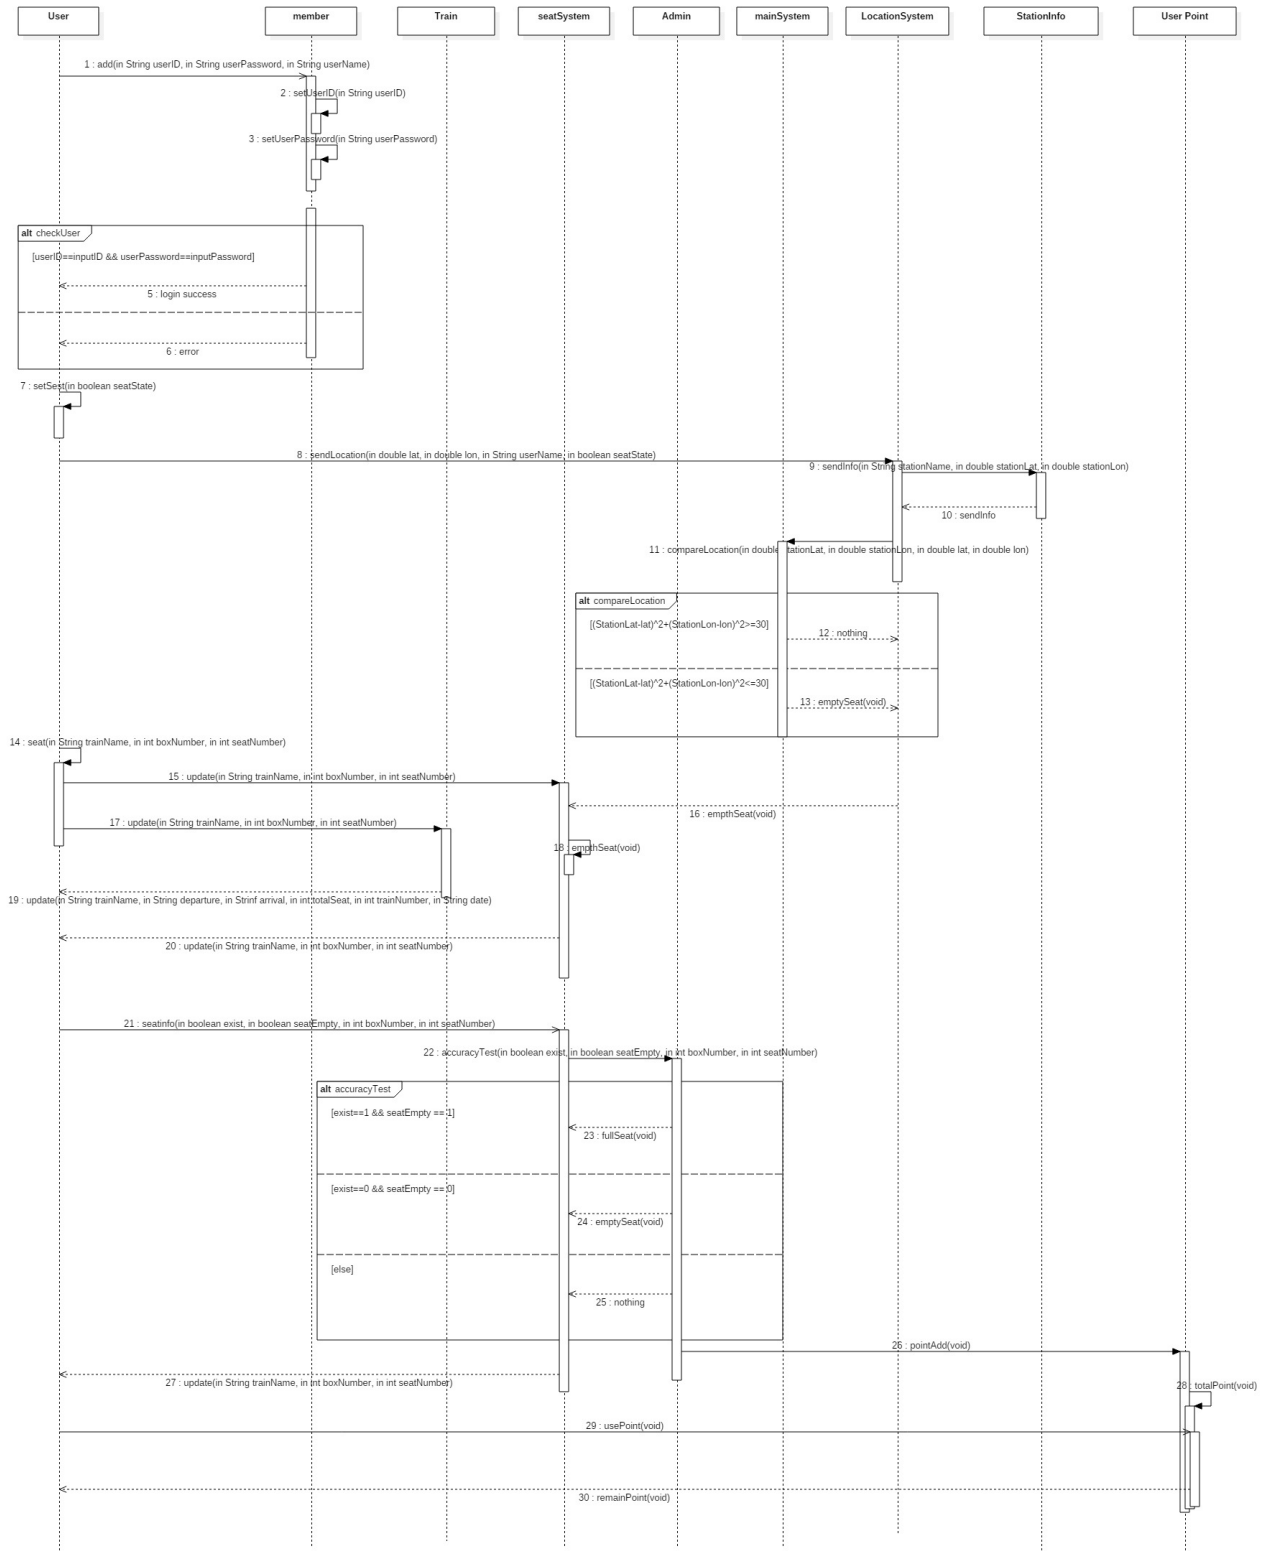 User
member
Train
seatSystem
Admin
mainSystem
LocationSystem
StationInfo
User Point
1 : add(in String userID, in String userPassword, in String userName)
2 : setUserID(in String userID)
3 : setUserPassword(in String userPassword)
alt checkUser
[userID==inputID && userPassword==inputPassword]
5 : login success
6 : error
7 : setSest(in boolean seatState)
8 : sendLocation(in double lat, in double lon, in String userName, in boolean seatState)
9 : sendInfo(in String stationName, in double stationLat, in double stationLon)
10 : sendInfo
11 : compareLocation(in double stationLat, in double stationLon, in double lat, in double lon)
alt compareLocation
[(StationLat-lat)^2+(StationLon-lon)^2>=30]
12 : nothing
[(StationLat-lat)^2+(StationLon-lon)^2<=30]
13 : emptySeat(void)
14 : seat(in String trainName, in int boxNumber, in int seatNumber)
15 : update(in String trainName, in int boxNumber, in int seatNumber)
16 : empthSeat(void)
17 : update(in String trainName, in int boxNumber, in int seatNumber)
18 : empthSeat(void)
19 : update(in String trainName, in String departure, in Strinf arrival, in int totalSeat, in int trainNumber, in String date)
20 : update(in String trainName, in int boxNumber, in int seatNumber)
21 : seatinfo(in boolean exist, in boolean seatEmpty, in int boxNumber, in int seatNumber)
22 : accuracyTest(in boolean exist, in boolean seatEmpty, in int boxNumber, in int seatNumber)
alt accuracyTest
[exist==1 && seatEmpty == 1]
23 : fullSeat(void)
[exist==0 && seatEmpty == 0]
24 : emptySeat(void)
[else]
25 : nothing
26 : pointAdd(void)
27 : update(in String trainName, in int boxNumber, in int seatNumber)
28 : totalPoint(void)
29 : usePoint(void)
30 : remainPoint(void)